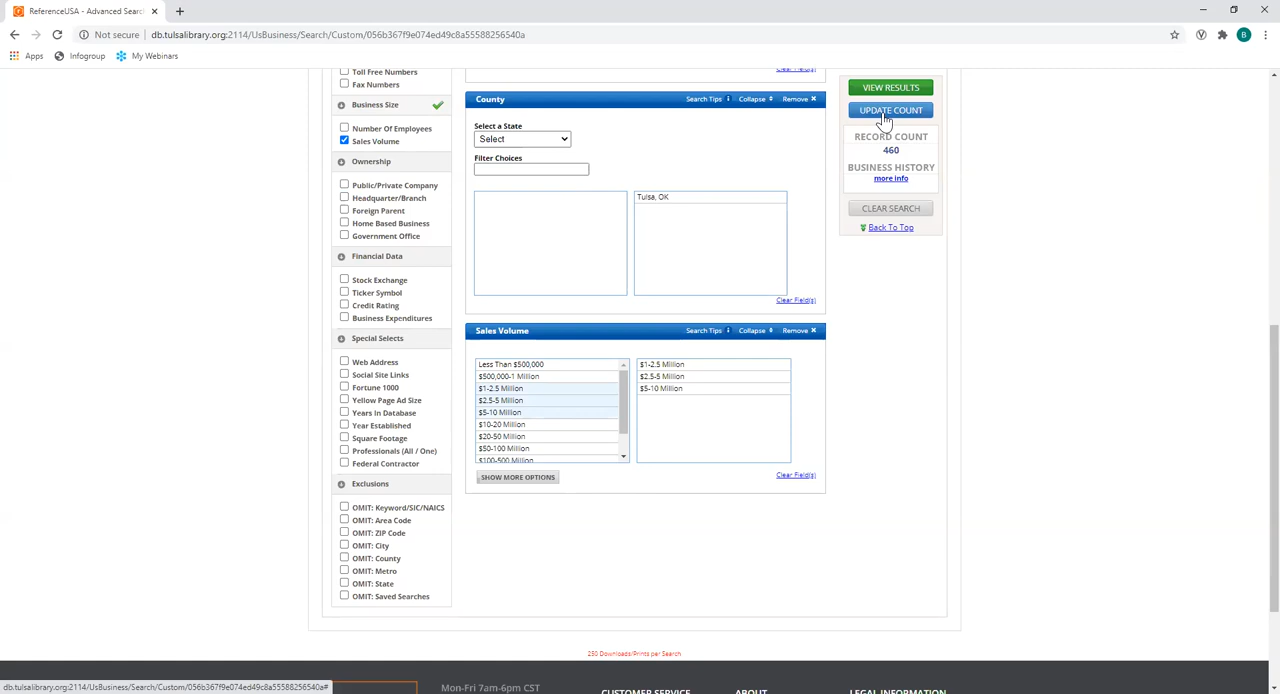 ReferenceUSA - Advanced Searc
Not secure | db.tulsalibrary.org:2114/UsBusiness/Search/Custom/056b367f9e074ed49c8a55588256540a
B
Apps Infogroup My Webinars
Toll Free Numbers
Fax Numbers
Business Size
Number Of Employees
Sales Volume
Ownership
Public/Private Company
Headquarter/Branch
Foreign Parent
Home Based Business
Government Office
Financial Data
Stock Exchange
Ticker Symbol
Credit Rating
Business Expenditures
Special Selects
Web Address
Social Site Links
Fortune 1000
Yellow Page Ad Size
Years In Database
Year Established
Square Footage
Professionals (All / One)
Federal Contractor
Exclusions
OMIT: Keyword/SIC/NAICS
OMIT: Area Code
OMIT: ZIP Code
OMIT: City
OMIT: County
OMIT: Metro
OMIT: State
OMIT: Saved Searches
Clear Field(s)
County Search Tips Collapse Remove
Select a State
Select
Filter Choices
Tulsa, OK
Clear Field(s)
Sales Volume Search Tips Collapse Remove
Less Than $500,000
$500,000-1 Million
$1-2.5 Million
$2.5-5 Million
$5-10 Million
$10-20 Million
$20-50 Million
$50-100 Million
$100-500 Million
$1-2.5 Million
$2.5-5 Million
$5-10 Million
SHOW MORE OPTIONS
Clear Field(s)
VIEW RESULTS
UPDATE COUNT
RECORD COUNT
460
BUSINESS HISTORY
more info
CLEAR SEARCH
Back To Top
250 Downloads/Prints per Search
Mon-Fri 7am-6pm CST
CUSTOMER SERVICE
ABOUT
LEGAL INFORMATION
db.tulsalibrary.org:2114/UsBusiness/Search/Custom/056b367f9e074ed49c8a55588256540a#